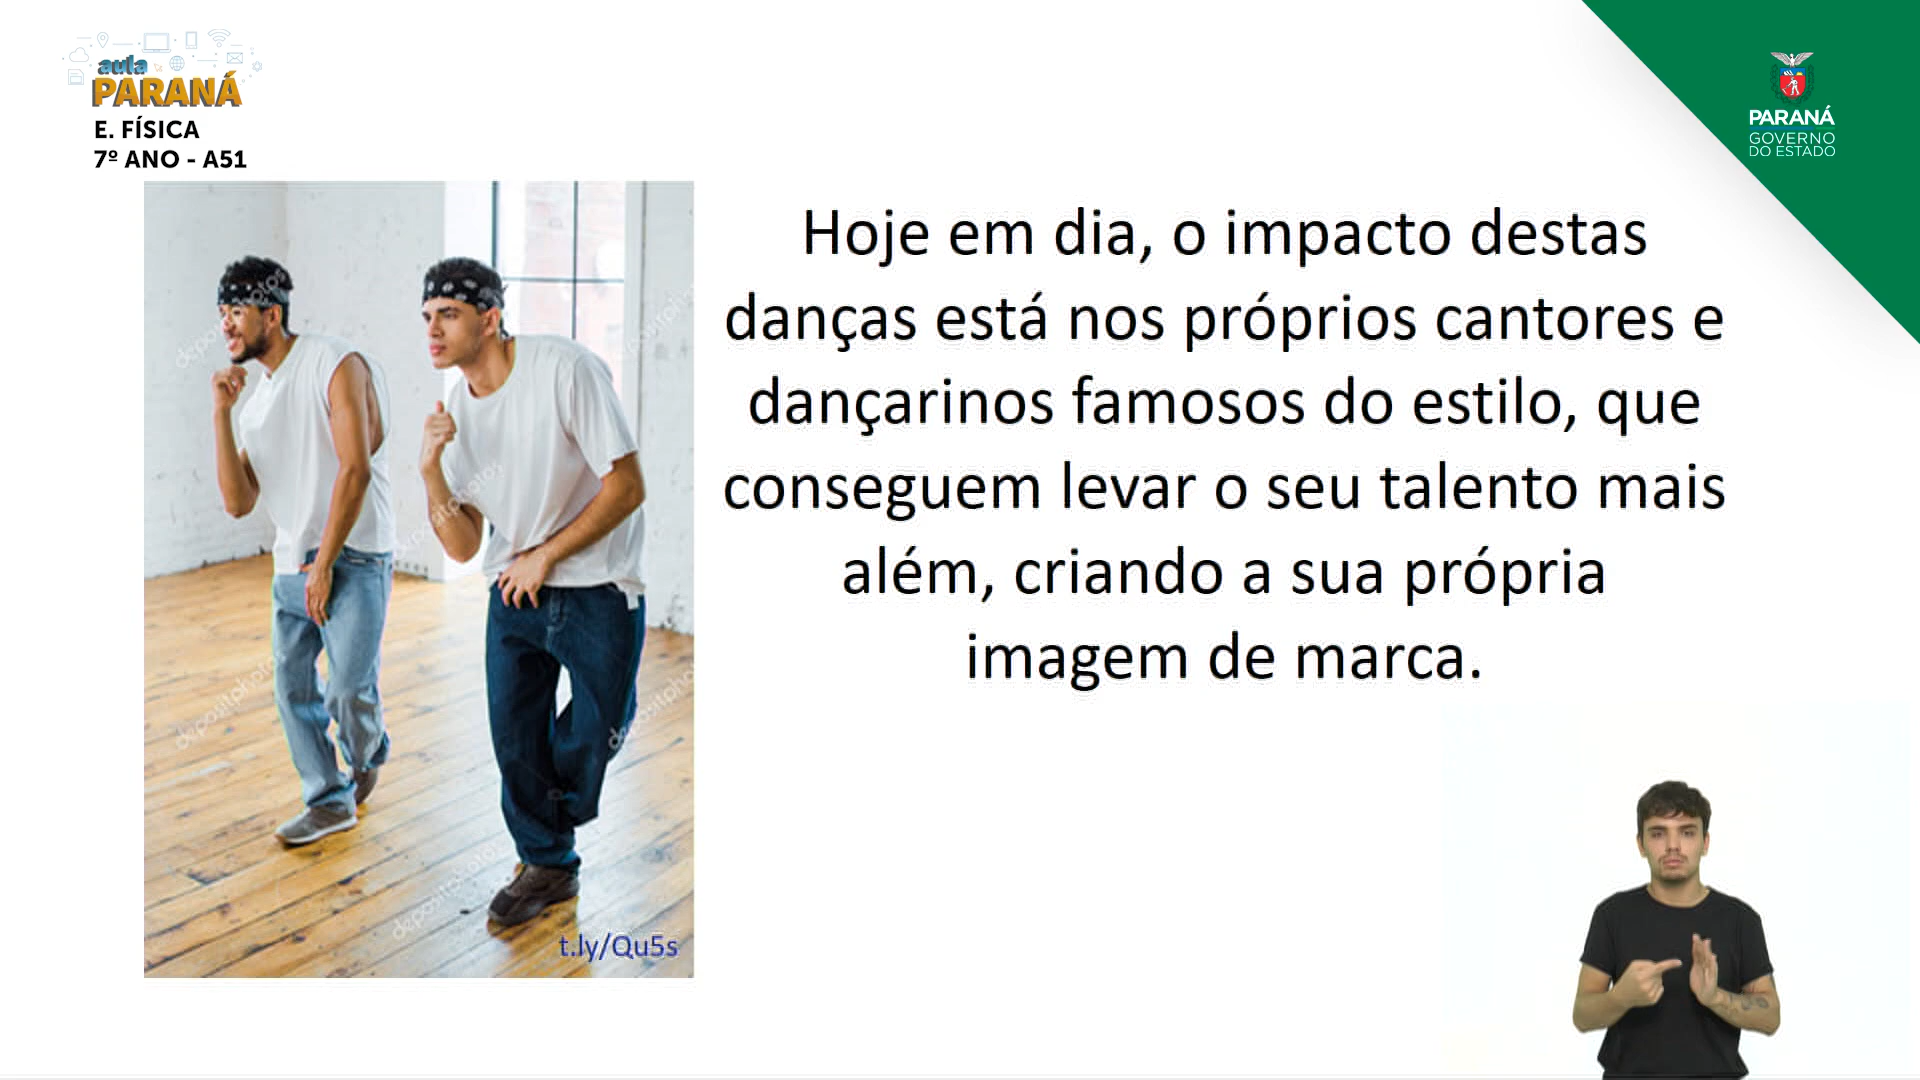 aula
PARANÁ
E. FÍSICA
7º ANO - A51
PARANÁ
GOVERNO
DO ESTADO
Hoje em dia, o impacto destas
danças está nos próprios cantores e
dançarinos famosos do estilo, que
conseguem levar o seu talento mais
além, criando a sua própria
imagem de marca.
depositphotos
t.ly/Qu5s